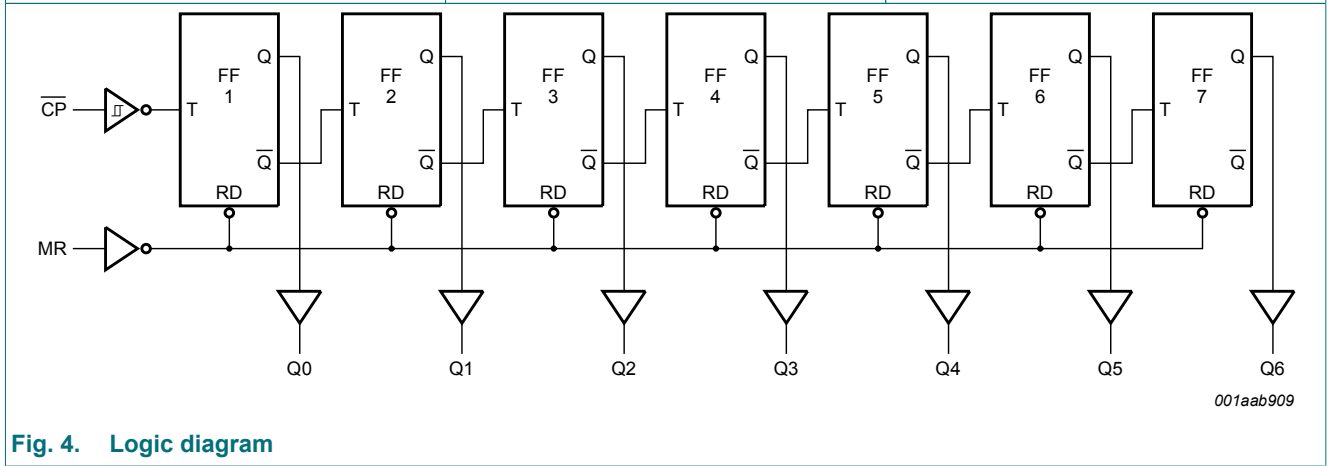 Q Q Q Q Q Q Q
FF FF FF FF FF FF FF
1 2 3 4 5 6 7
C̅P̅ T T T T T T T
Q̅ Q̅ Q̅ Q̅ Q̅ Q̅ Q̅
RD RD RD RD RD RD RD
MR
Q0 Q1 Q2 Q3 Q4 Q5 Q6
001aab909
Fig. 4. Logic diagram